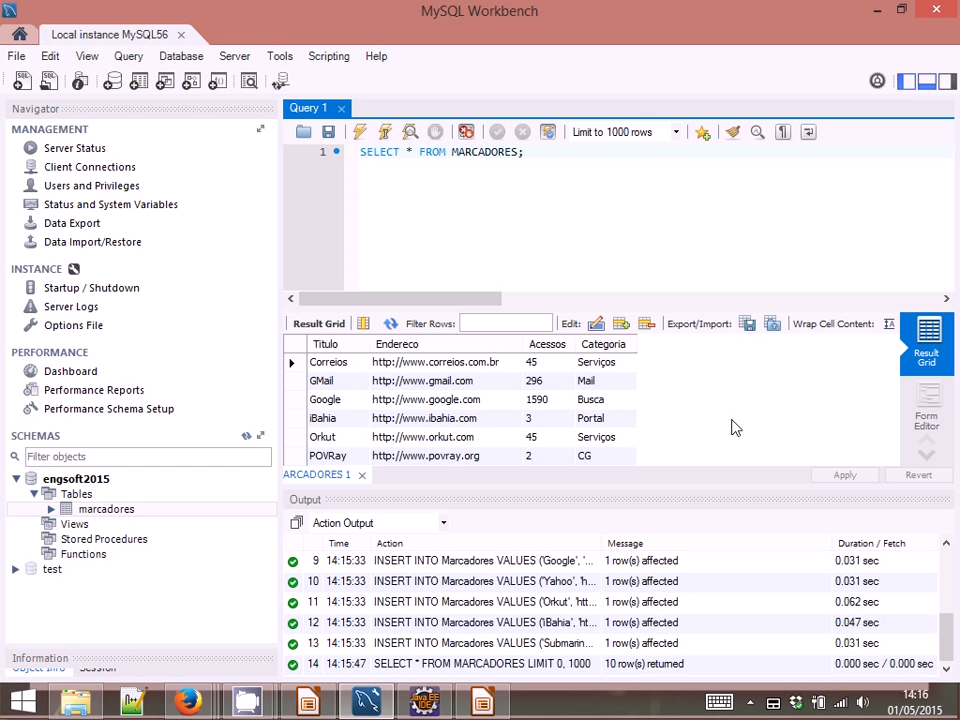 MySQL Workbench
Local instance MySQL56
File Edit View Query Database Server Tools Scripting Help
Navigator
MANAGEMENT
Server Status
Client Connections
Users and Privileges
Status and System Variables
Data Export
Data Import/Restore
INSTANCE
Startup / Shutdown
Server Logs
Options File
PERFORMANCE
Dashboard
Performance Reports
Performance Schema Setup
SCHEMAS
Filter objects
engsoft2015
Tables
marcadores
Views
Stored Procedures
Functions
test
Information
Object Info Session
Query 1
Limit to 1000 rows
1 SELECT * FROM MARCADORES;
Result Grid Filter Rows: Edit: Export/Import: Wrap Cell Content:
Titulo Endereco Acessos Categoria
Correios http://www.correios.com.br 45 Serviços
GMail http://www.gmail.com 296 Mail
Google http://www.google.com 1590 Busca
iBahia http://www.ibahia.com 3 Portal
Orkut http://www.orkut.com 45 Serviços
POVRay http://www.povray.org 2 CG
Result Grid
Form Editor
ARCADORES 1
Apply Revert
Output
Action Output
Time Action Message Duration / Fetch
9 14:15:33 INSERT INTO Marcadores VALUES ('Google', '... 1 row(s) affected 0.031 sec
10 14:15:33 INSERT INTO Marcadores VALUES ('Yahoo', 'ht... 1 row(s) affected 0.031 sec
11 14:15:33 INSERT INTO Marcadores VALUES ('Orkut', 'htt... 1 row(s) affected 0.062 sec
12 14:15:33 INSERT INTO Marcadores VALUES ('iBahia', 'ht... 1 row(s) affected 0.047 sec
13 14:15:33 INSERT INTO Marcadores VALUES ('Submarin... 1 row(s) affected 0.031 sec
14 14:15:47 SELECT * FROM MARCADORES LIMIT 0, 1000 10 row(s) returned 0.000 sec / 0.000 sec
Java EE
IDE
14:16
01/05/2015